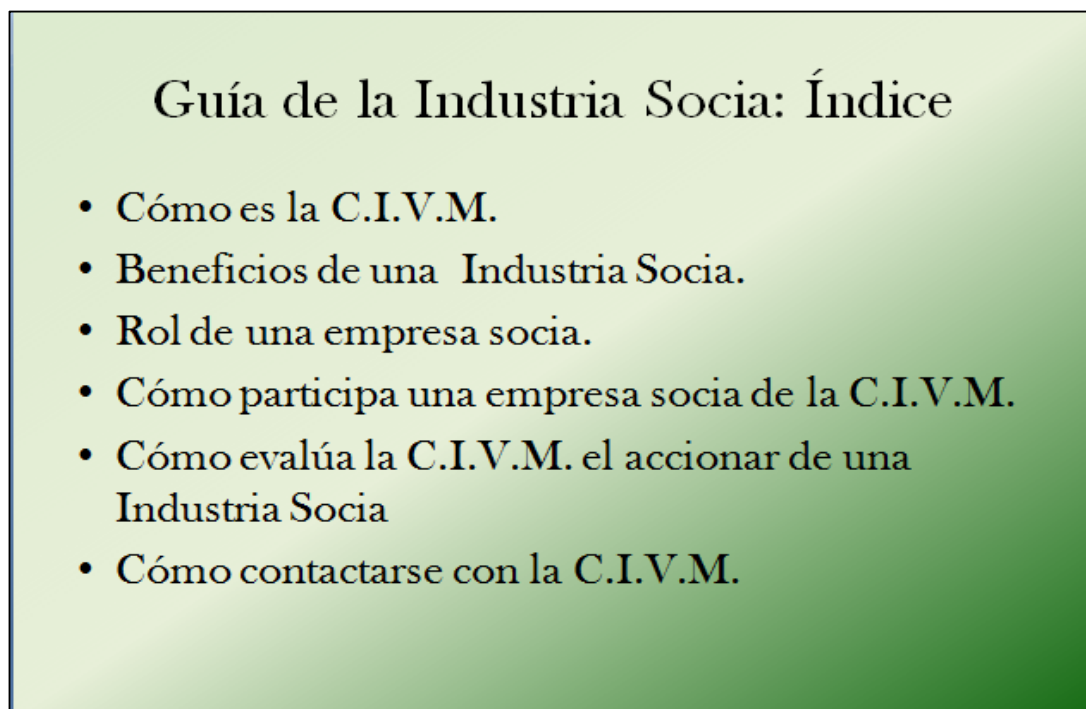 Guía de la Industria Socia: Índice
• Cómo es la C.I.V.M.
• Beneficios de una  Industria Socia.
• Rol de una empresa socia.
• Cómo participa una empresa socia de la C.I.V.M.
• Cómo evalúa la C.I.V.M. el accionar de una
Industria Socia
• Cómo contactarse con la C.I.V.M.